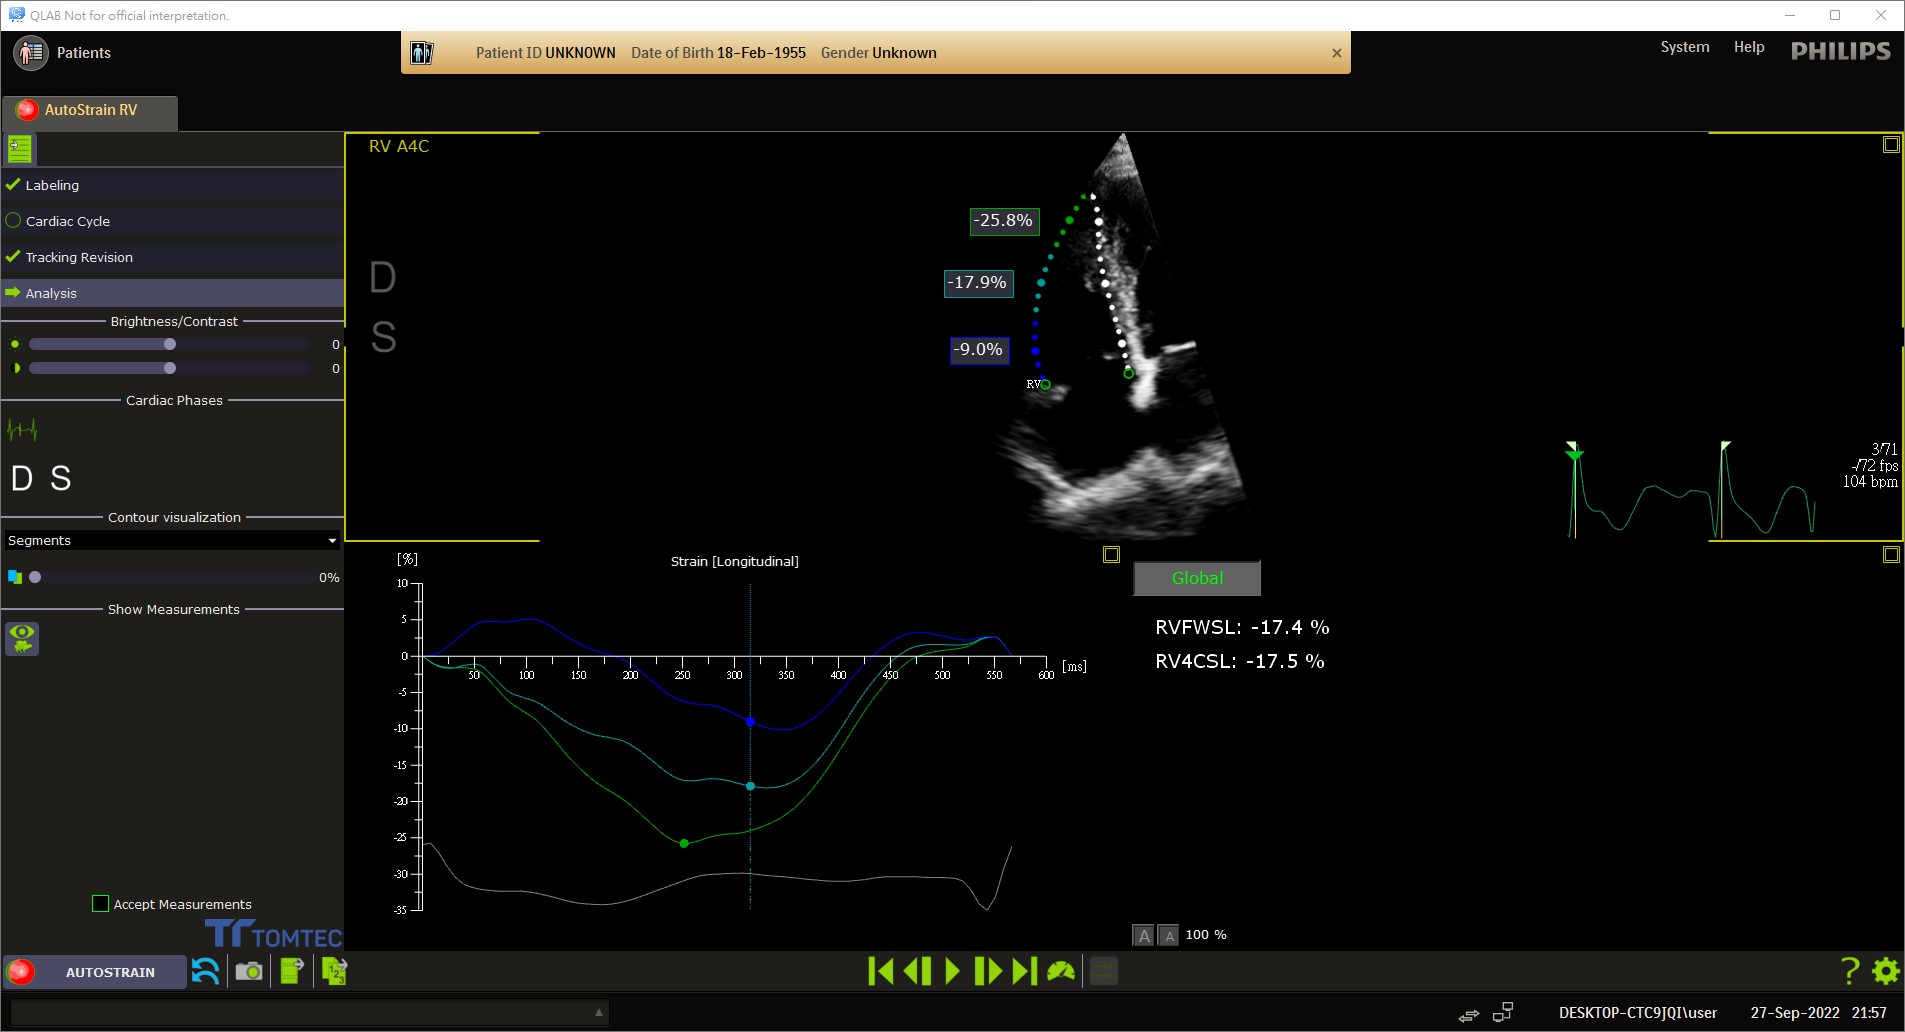 QLAB Not for official interpretation.
Patients
Patient ID UNKNOWN Date of Birth 18-Feb-1955 Gender Unknown
System Help PHILIPS
AutoStrain RV
Labeling
Cardiac Cycle
Tracking Revision
Analysis
Brightness/Contrast
0
0
Cardiac Phases
D S
Contour visualization
Segments
0%
Show Measurements
Accept Measurements
TOMTEC
RV A4C
D
S
-25.8%
-17.9%
-9.0%
RV
3/71
-/72 fps
104 bpm
[%]
Strain [Longitudinal]
10
5
0
-5
-10
-15
-20
-25
-30
-35
50 100 150 200 250 300 350 400 450 500 550 600 [ms]
Global
RVFWSL: -17.4 %
RV4CSL: -17.5 %
A A 100 %
AUTOSTRAIN
1 2 3
?
DESKTOP-CTC9JQI\user 27-Sep-2022 21:57